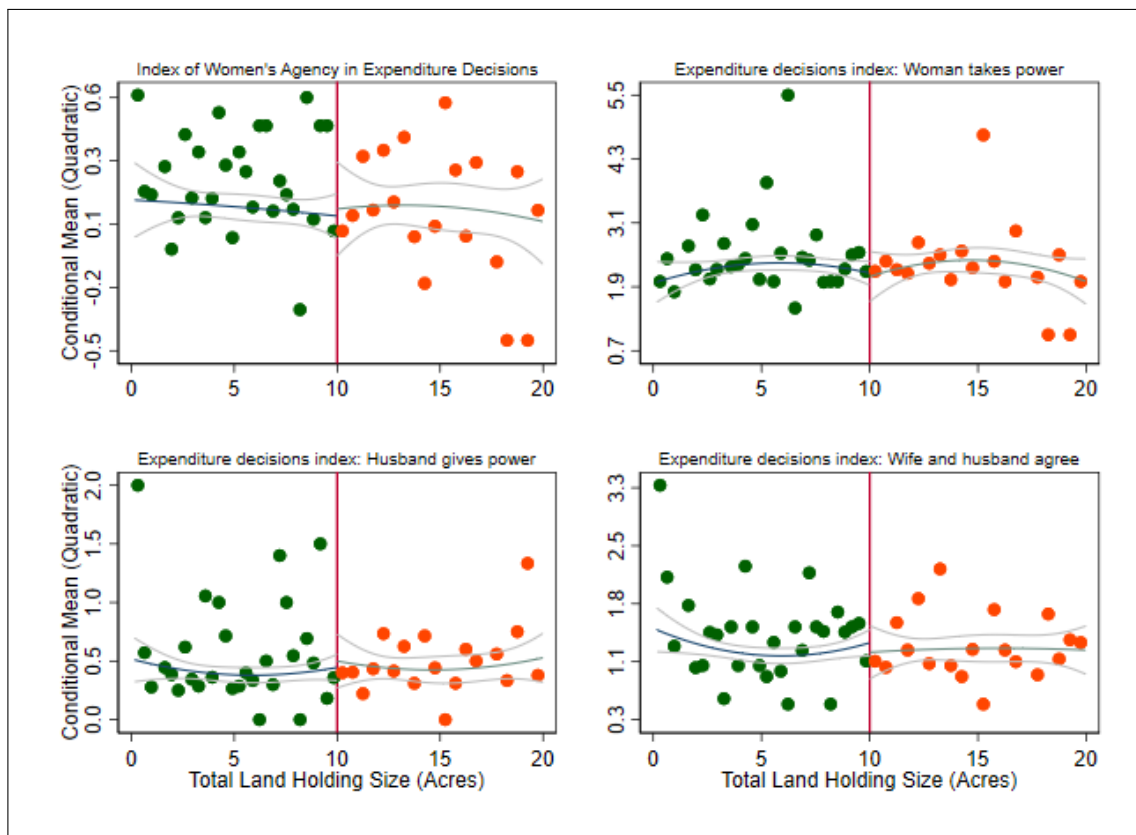 Index of Women's Agency in Expenditure Decisions
Conditional Mean (Quadratic)
0.6
0.3
0.1
-0.2
-0.5
0 5 10 15 20
Expenditure decisions index: Woman takes power
5.5
4.3
3.1
1.9
0.7
0 5 10 15 20
Expenditure decisions index: Husband gives power
Conditional Mean (Quadratic)
2.0
1.5
1.0
0.5
0.0
0 5 10 15 20
Total Land Holding Size (Acres)
Expenditure decisions index: Wife and husband agree
3.3
2.5
1.8
1.1
0.3
0 5 10 15 20
Total Land Holding Size (Acres)